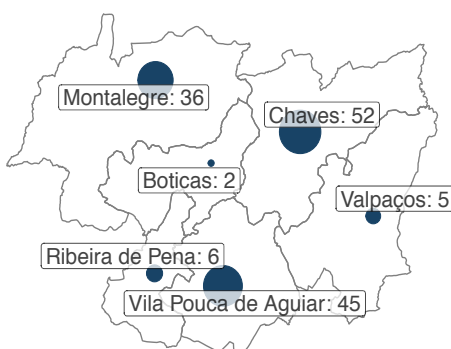 Montalegre: 36
Chaves: 52
Boticas: 2
Valpaços: 5
Ribeira de Pena: 6
Vila Pouca de Aguiar: 45